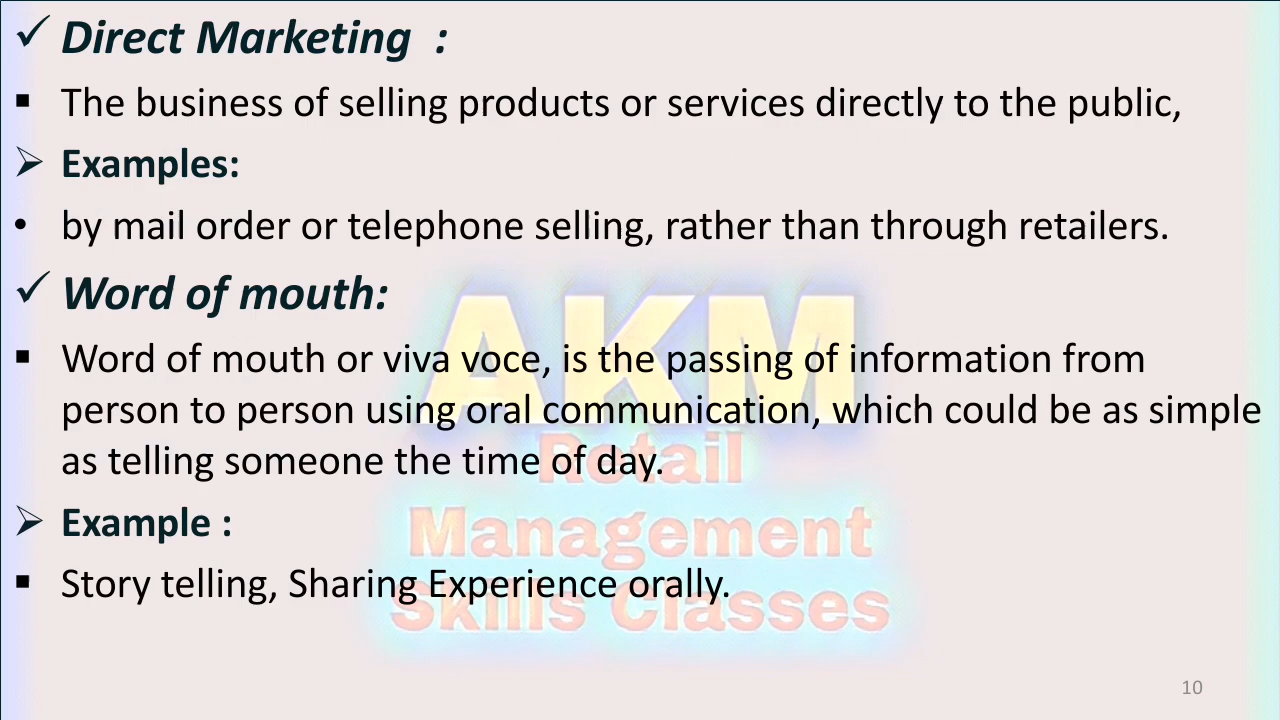 ✓ Direct Marketing :
▪ The business of selling products or services directly to the public,
➢ Examples:
• by mail order or telephone selling, rather than through retailers.
✓ Word of mouth:
▪ Word of mouth or viva voce, is the passing of information from
person to person using oral communication, which could be as simple
as telling someone the time of day.
➢ Example :
▪ Story telling, Sharing Experience orally.
AKM
Retail
Management
Skills Classes
10